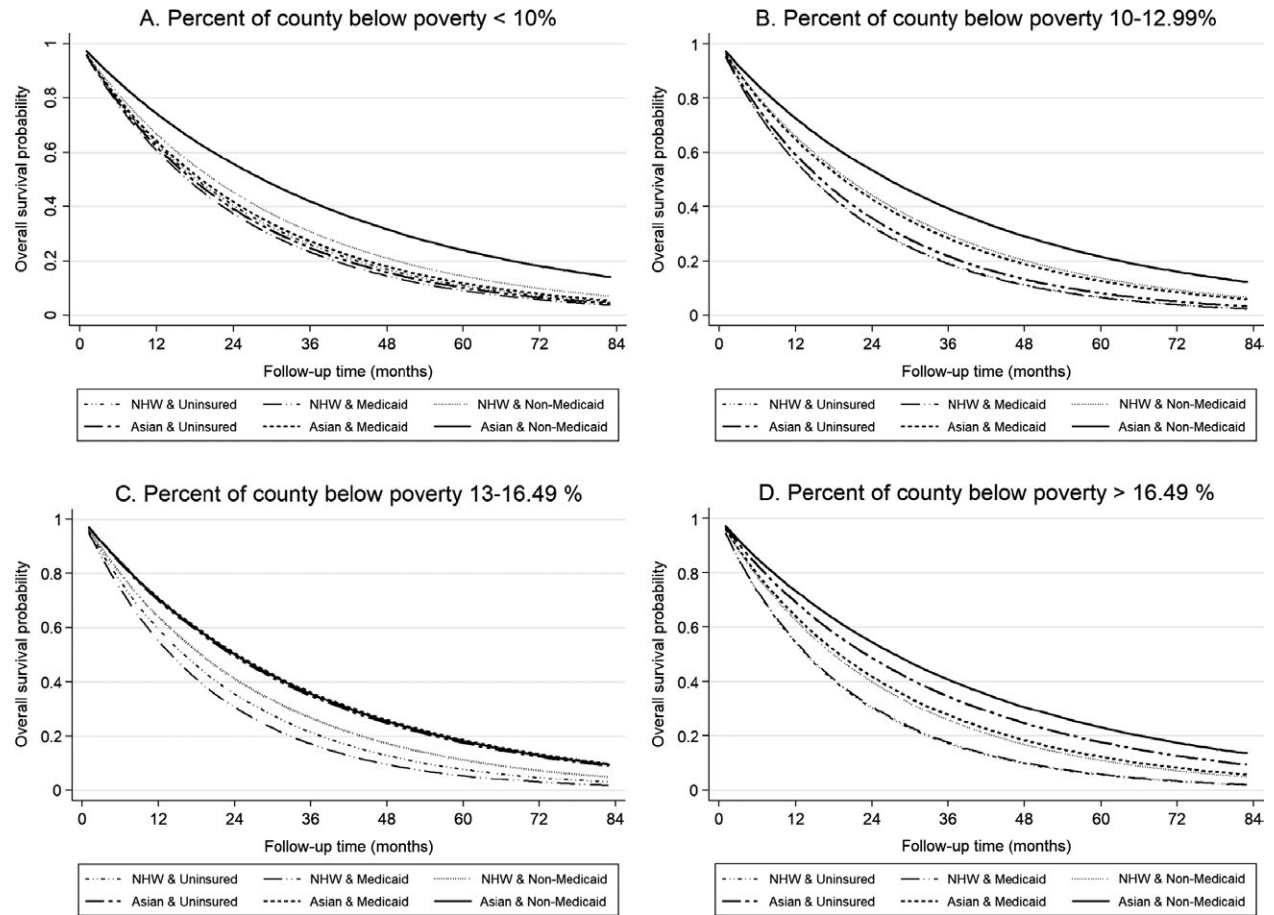 A. Percent of county below poverty < 10%
Overall survival probability
1
0.8
0.6
0.4
0.2
0
0 12 24 36 48 60 72 84
Follow-up time (months)
NHW & Uninsured NHW & Medicaid NHW & Non-Medicaid
Asian & Uninsured Asian & Medicaid Asian & Non-Medicaid
B. Percent of county below poverty 10-12.99%
Overall survival probability
1
0.8
0.6
0.4
0.2
0
0 12 24 36 48 60 72 84
Follow-up time (months)
NHW & Uninsured NHW & Medicaid NHW & Non-Medicaid
Asian & Uninsured Asian & Medicaid Asian & Non-Medicaid
C. Percent of county below poverty 13-16.49 %
Overall survival probability
1
0.8
0.6
0.4
0.2
0
0 12 24 36 48 60 72 84
Follow-up time (months)
NHW & Uninsured NHW & Medicaid NHW & Non-Medicaid
Asian & Uninsured Asian & Medicaid Asian & Non-Medicaid
D. Percent of county below poverty > 16.49 %
Overall survival probability
1
0.8
0.6
0.4
0.2
0
0 12 24 36 48 60 72 84
Follow-up time (months)
NHW & Uninsured NHW & Medicaid NHW & Non-Medicaid
Asian & Uninsured Asian & Medicaid Asian & Non-Medicaid